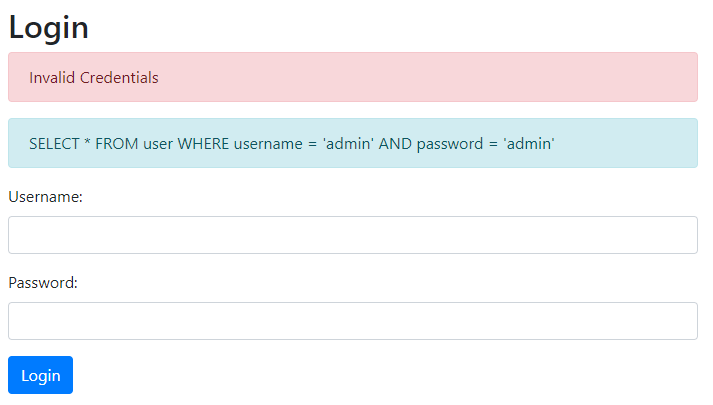 Login
Invalid Credentials
SELECT * FROM user WHERE username = 'admin' AND password = 'admin'
Username:
Password:
Login